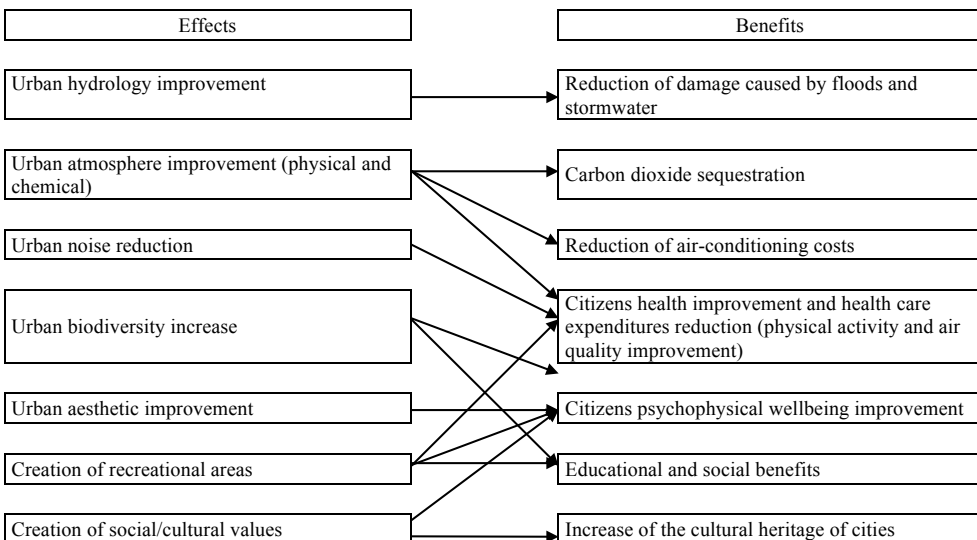 Effects
Benefits
Urban hydrology improvement
Reduction of damage caused by floods and
stormwater
Urban atmosphere improvement (physical and
chemical)
Carbon dioxide sequestration
Urban noise reduction
Reduction of air-conditioning costs
Urban biodiversity increase
Citizens health improvement and health care
expenditures reduction (physical activity and air
quality improvement)
Urban aesthetic improvement
Citizens psychophysical wellbeing improvement
Creation of recreational areas
Educational and social benefits
Creation of social/cultural values
Increase of the cultural heritage of cities